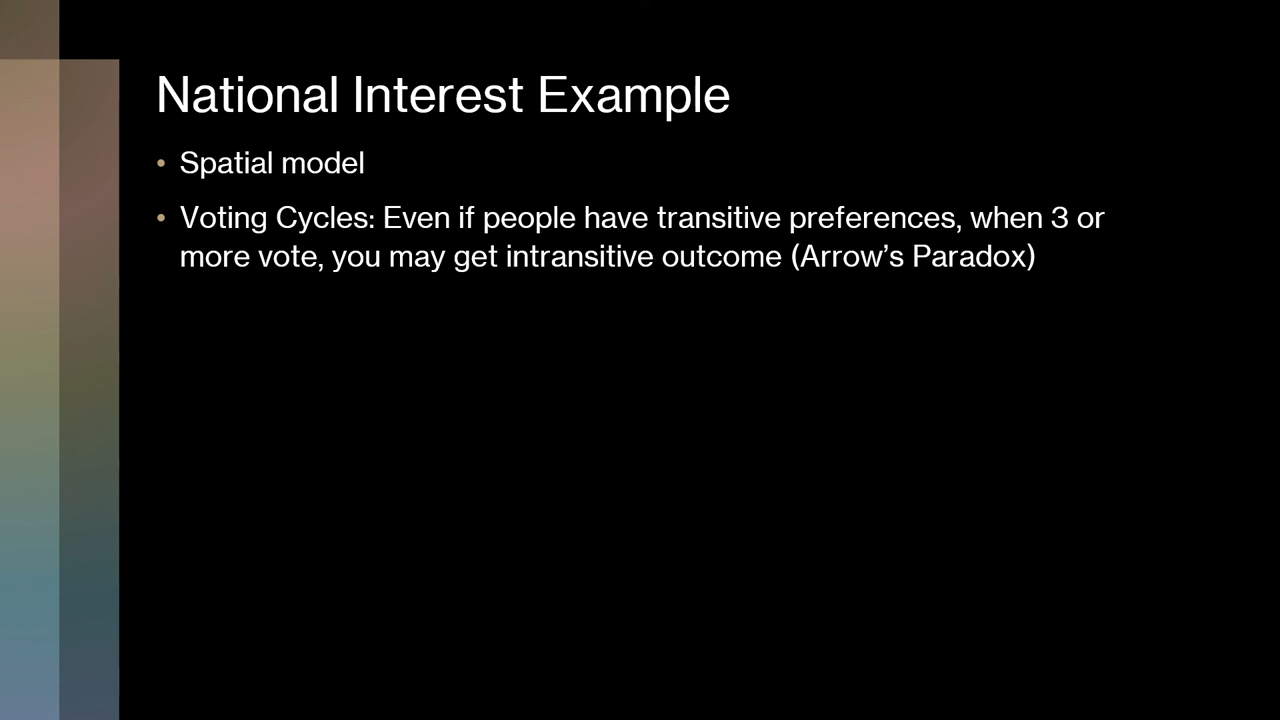 National Interest Example
• Spatial model
• Voting Cycles: Even if people have transitive preferences, when 3 or
more vote, you may get intransitive outcome (Arrow’s Paradox)